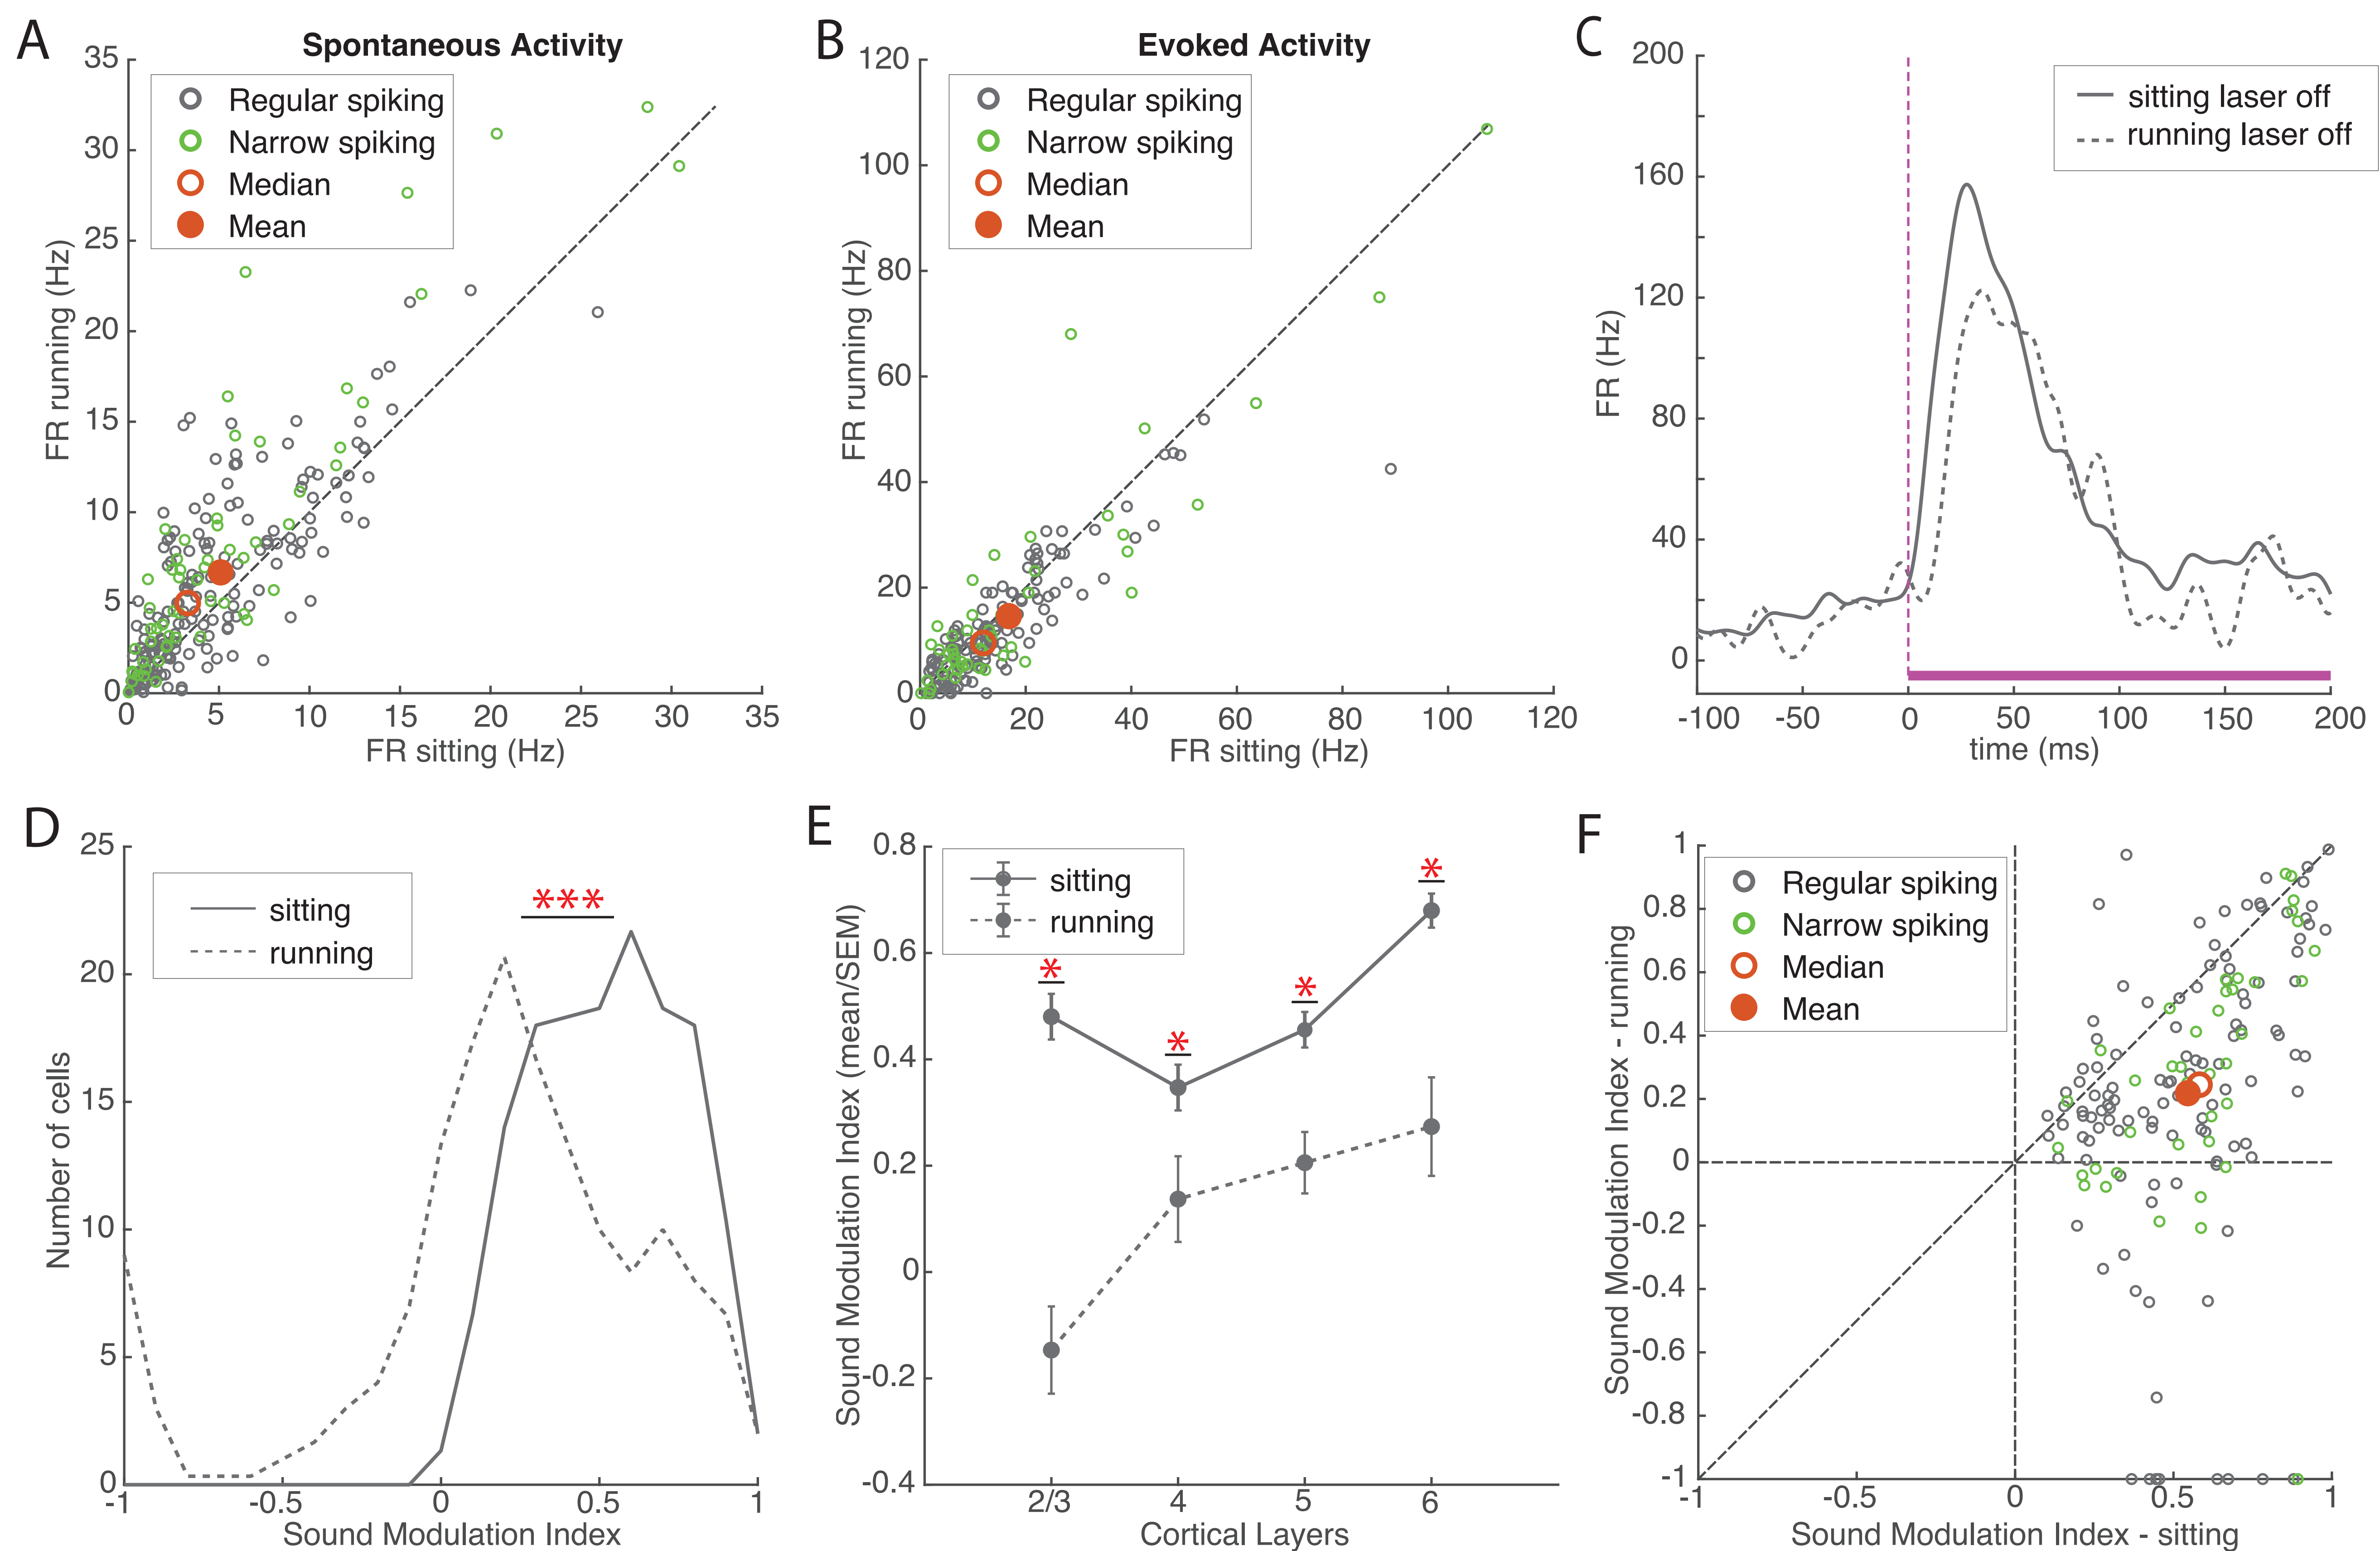 A
Spontaneous Activity
35
30
25
20
15
10
5
0
FR running (Hz)
Regular spiking
Narrow spiking
Median
Mean
0 5 10 15 20 25 30 35
FR sitting (Hz)
B
Evoked Activity
120
100
80
60
40
20
0
FR running (Hz)
Regular spiking
Narrow spiking
Median
Mean
0 20 40 60 80 100 120
FR sitting (Hz)
C
200
160
120
80
40
0
FR (Hz)
sitting laser off
running laser off
-100 -50 0 50 100 150 200
time (ms)
D
25
20
15
10
5
0
Number of cells
sitting
running
***
-1 -0.5 0 0.5 1
Sound Modulation Index
E
0.8
0.6
0.4
0.2
0
-0.2
-0.4
Sound Modulation Index (mean/SEM)
sitting
running
* * * *
2/3 4 5 6
Cortical Layers
F
1
0.8
0.6
0.4
0.2
0
-0.2
-0.4
-0.6
-0.8
-1
Sound Modulation Index - running
Regular spiking
Narrow spiking
Median
Mean
-1 -0.5 0 0.5 1
Sound Modulation Index - sitting